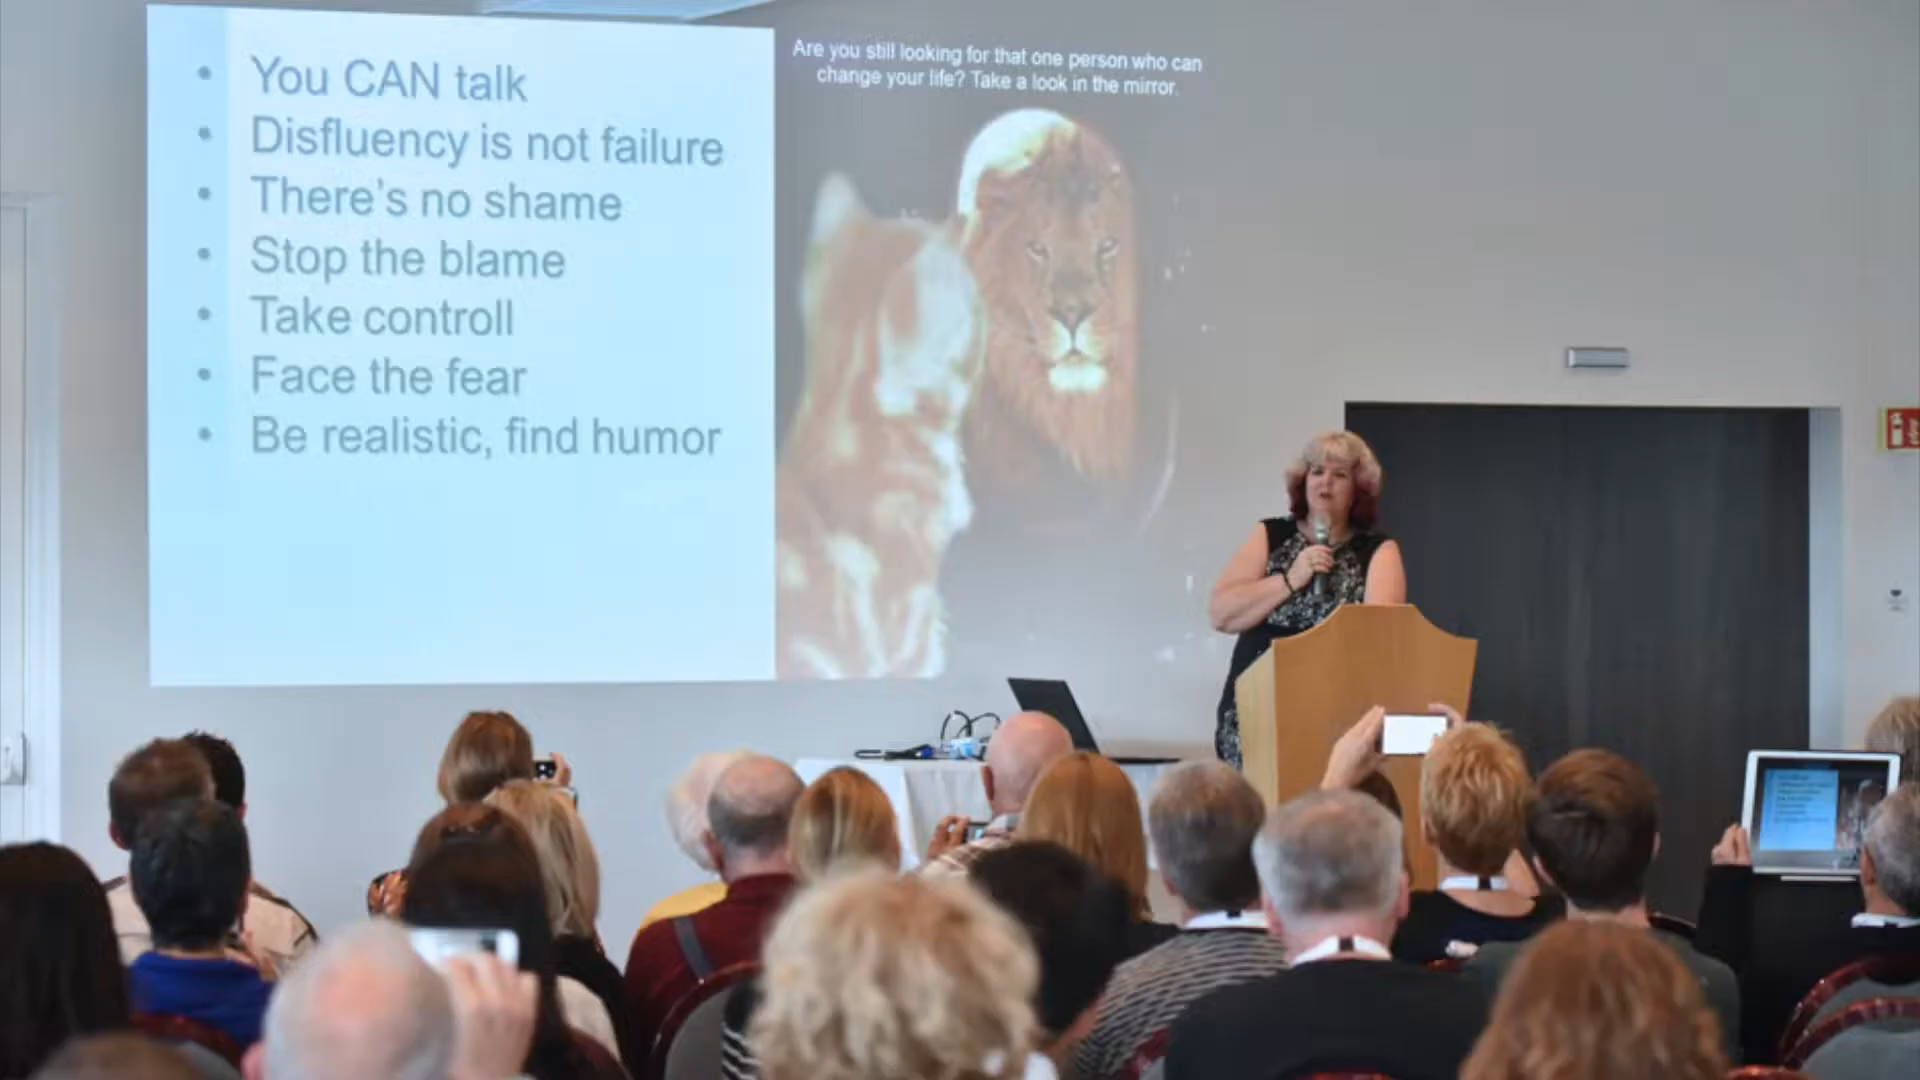 • You CAN talk
• Disfluency is not failure
• There's no shame
• Stop the blame
• Take controll
• Face the fear
• Be realistic, find humor
Are you still looking for that one person who can
change your life? Take a look in the mirror.